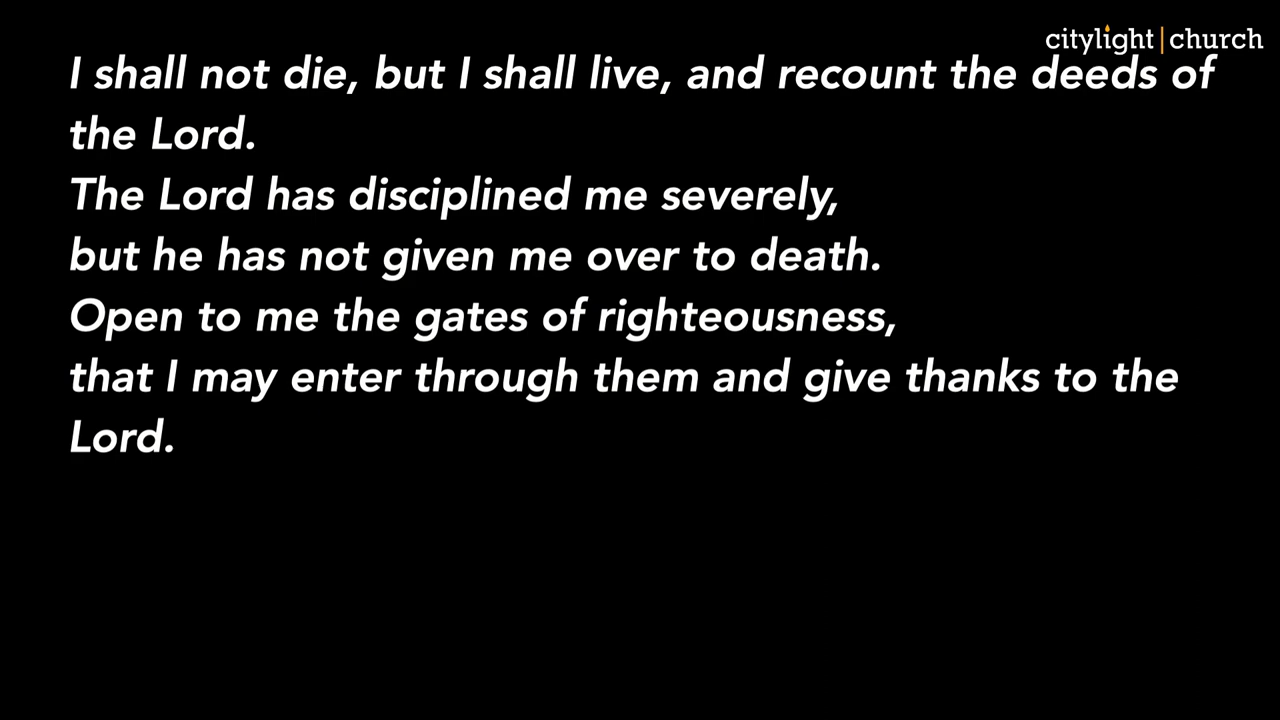 citylight|church
I shall not die, but I shall live, and recount the deeds of
the Lord.
The Lord has disciplined me severely,
but he has not given me over to death.
Open to me the gates of righteousness,
that I may enter through them and give thanks to the
Lord.